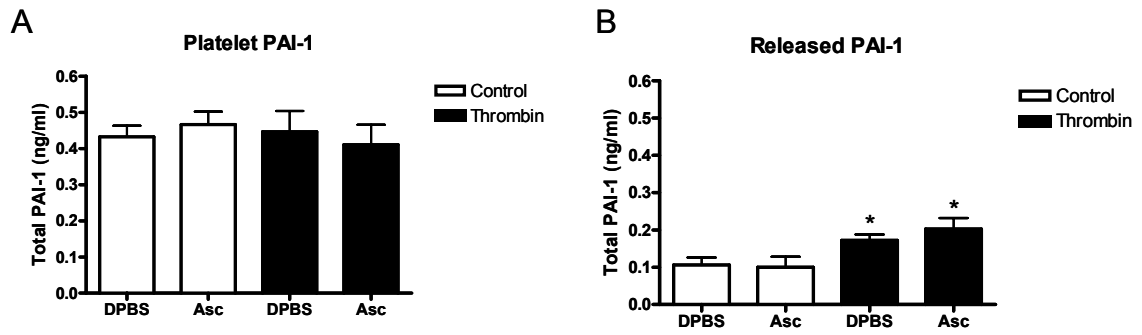 A
Platelet PAI-1
Total PAI-1 (ng/ml)
0.6
0.5
0.4
0.3
0.2
0.1
0.0
DPBS Asc DPBS Asc
Control
Thrombin
B
Released PAI-1
Total PAI-1 (ng/ml)
0.6
0.5
0.4
0.3
0.2
0.1
0.0
* *
DPBS Asc DPBS Asc
Control
Thrombin